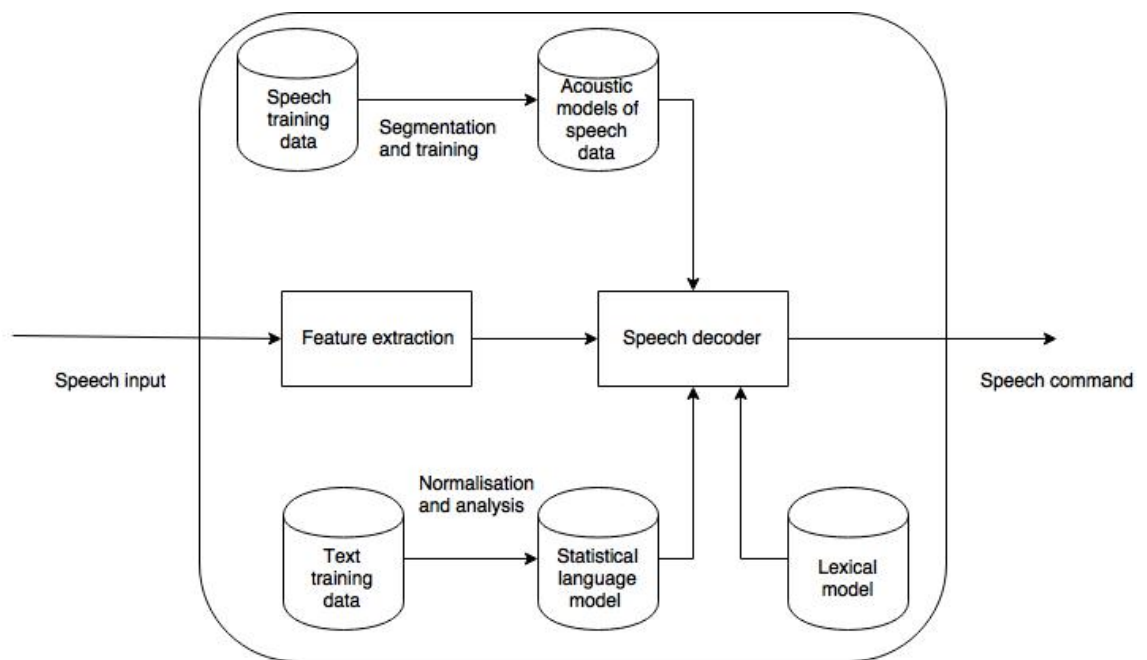 Speech
training
data
Segmentation
and training
Acoustic
models of
speech
data
Speech input
Feature extraction
Speech decoder
Speech command
Text
training
data
Normalisation
and analysis
Statistical
language
model
Lexical
model